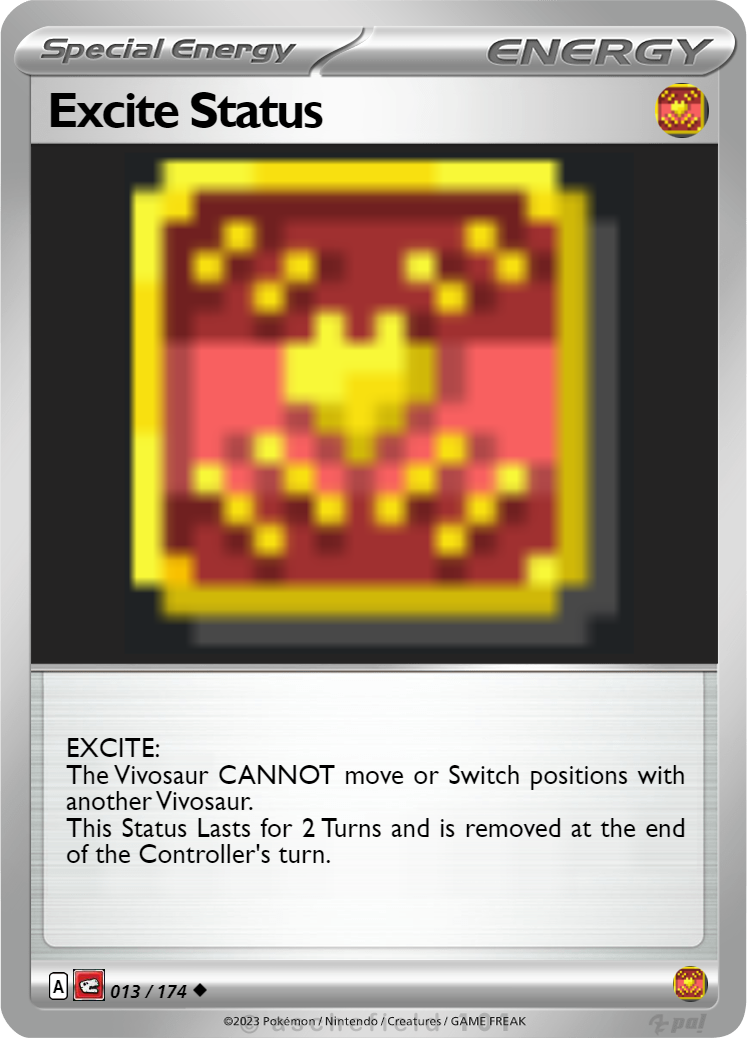 Special Energy
ENERGY
Excite Status
EXCITE:
The Vivosaur CANNOT move or Switch positions with
another Vivosaur.
This Status Lasts for 2 Turns and is removed at the end
of the Controller's turn.
A 013 / 174 ◆
©2023 Pokémon / Nintendo / Creatures / GAME FREAK